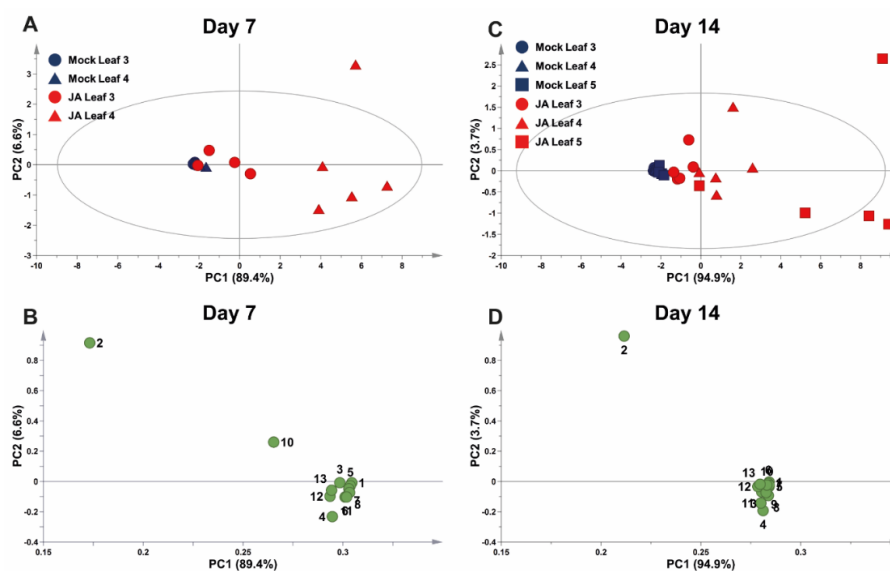 A
Day 7
Mock Leaf 3
Mock Leaf 4
JA Leaf 3
JA Leaf 4
PC2 (6.6%)
3
2
1
0
-1
-2
-3
-10 -8 -6 -4 -2 0 2 4 6 8
PC1 (89.4%)
C
Day 14
Mock Leaf 3
Mock Leaf 4
Mock Leaf 5
JA Leaf 3
JA Leaf 4
JA Leaf 5
PC2 (3.7%)
2.5
2
1.5
1
0.5
0
-0.5
-1
-1.5
-2
-10 -8 -6 -4 -2 0 2 4 6 8
PC1 (94.9%)
B
Day 7
PC2 (6.6%)
0.8
0.6
0.4
0.2
0
-0.2
-0.4
2
10
3 5
13 1
12 7
8
4 6 11
0.15 0.2 0.25 0.3
PC1 (89.4%)
D
Day 14
PC2 (3.7%)
0.8
0.6
0.4
0.2
0
-0.2
-0.4
2
13 10
12
11 3 9 8
4
0.15 0.2 0.25 0.3
PC1 (94.9%)